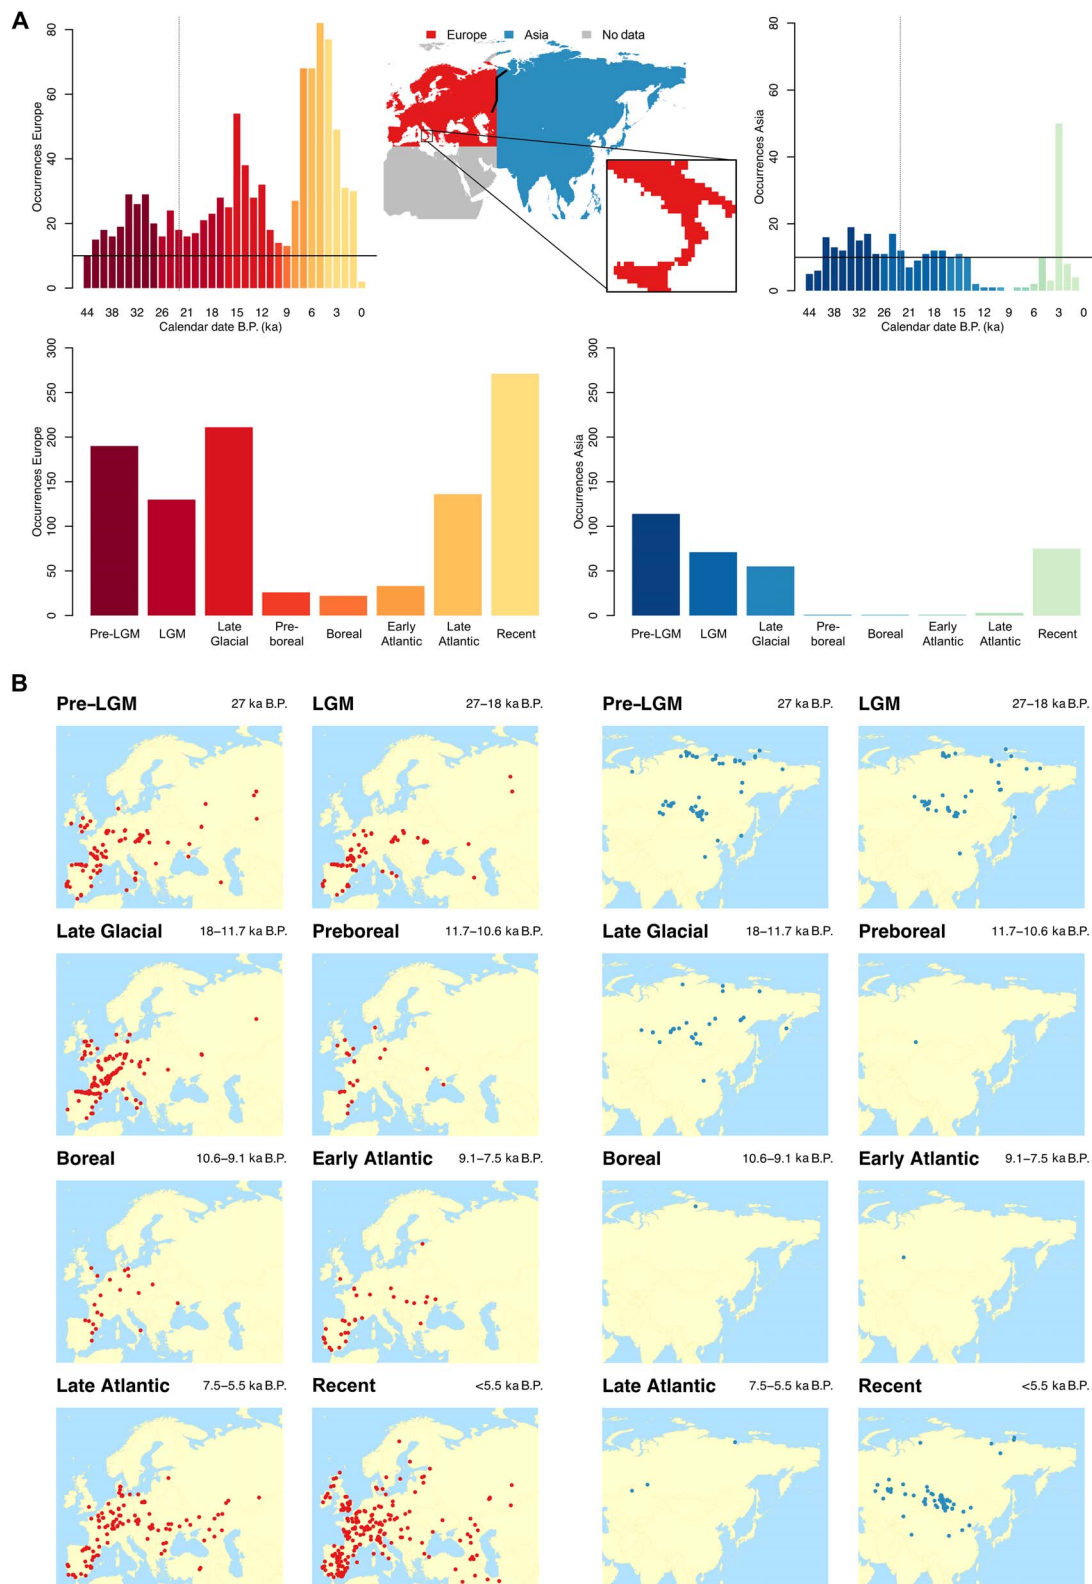 A
Occurrences Europe
0 20 40 60 80
44 38 32 26 21 15 12 9 6 3 0
Calendar date B.P. (ka)
Europe Asia No data
Occurrences Asia
0 20 40 60 80
44 38 32 26 21 15 12 9 6 3 0
Calendar date B.P. (ka)
Occurrences Europe
0 50 100 150 200 250 300
Pre-LGM LGM Late Glacial Pre-boreal Boreal Early Atlantic Late Atlantic Recent
Occurrences Asia
0 50 100 150 200 250 300
Pre-LGM LGM Late Glacial Pre-boreal Boreal Early Atlantic Late Atlantic Recent
B
Pre–LGM 27 ka B.P. LGM 27–18 ka B.P. Pre–LGM 27 ka B.P. LGM 27–18 ka B.P.
Late Glacial 18–11.7 ka B.P. Preboreal 11.7–10.6 ka B.P. Late Glacial 18–11.7 ka B.P. Preboreal 11.7–10.6 ka B.P.
Boreal 10.6–9.1 ka B.P. Early Atlantic 9.1–7.5 ka B.P. Boreal 10.6–9.1 ka B.P. Early Atlantic 9.1–7.5 ka B.P.
Late Atlantic 7.5–5.5 ka B.P. Recent <5.5 ka B.P. Late Atlantic 7.5–5.5 ka B.P. Recent <5.5 ka B.P.